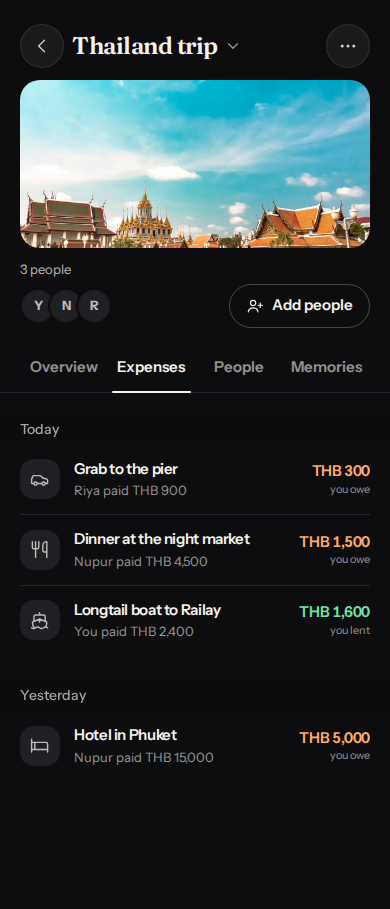 Thailand trip
3 people
Y N R
Add people
Overview Expenses People Memories
Today
Grab to the pier
THB 300
Riya paid THB 900
you owe
Dinner at the night market
THB 1,500
Nupur paid THB 4,500
you owe
Longtail boat to Railay
THB 1,600
You paid THB 2,400
you lent
Yesterday
Hotel in Phuket
THB 5,000
Nupur paid THB 15,000
you owe